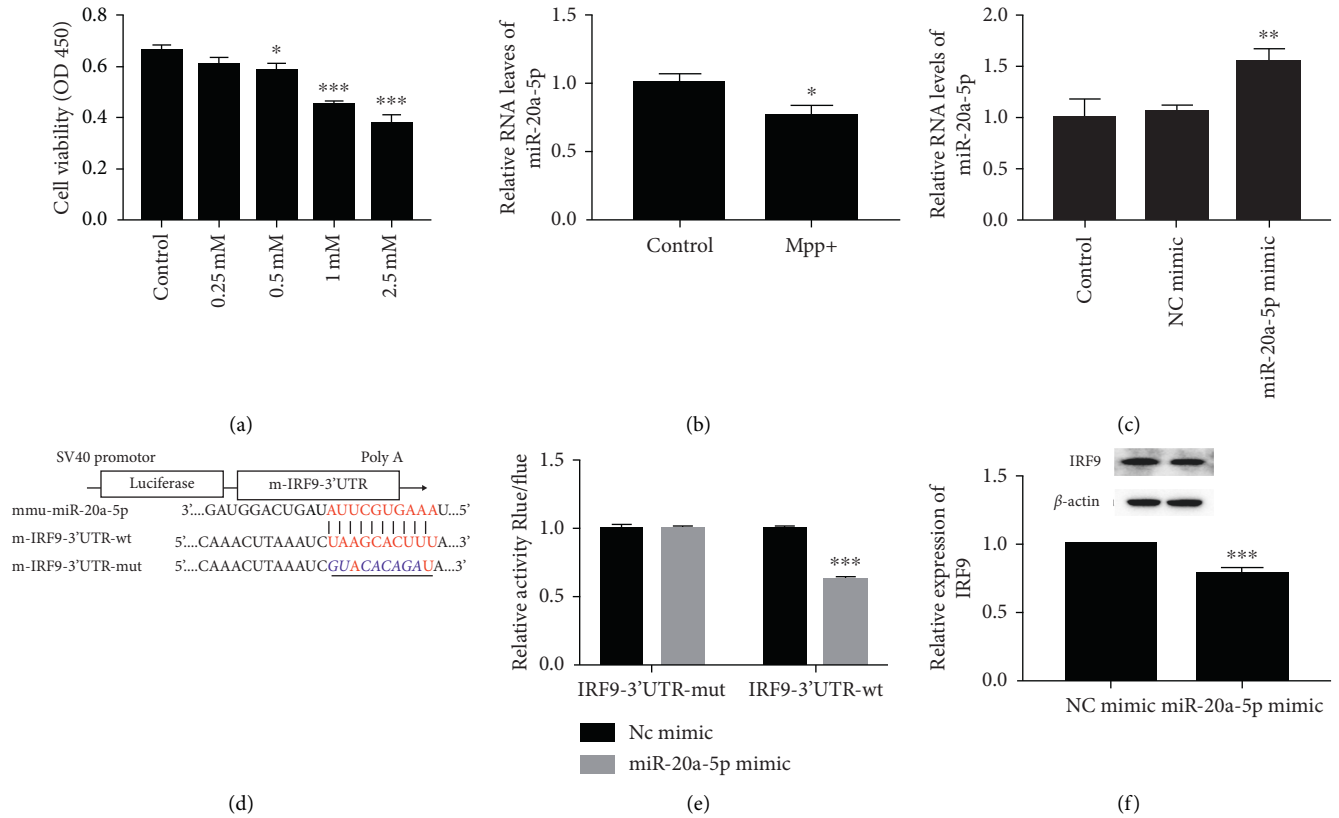 Cell viability (OD 450)
0.8
0.6
0.4
0.2
0.0
*
***
***
Control
0.25 mM
0.5 mM
1 mM
2.5 mM
(a)
Relative RNA leaves of
miR-20a-5p
1.5
1.0
0.5
0.0
*
Control
Mpp+
(b)
Relative RNA levels of
miR-20a-5p
2.0
1.5
1.0
0.5
0.0
**
Control
NC mimic
miR-20a-5p mimic
(c)
SV40 promotor
Poly A
Luciferase
m-IRF9-3'UTR
mmu-miR-20a-5p 3'....GAUGGACUGAUAUUCGUGAAAU...5'
m-IRF9-3'UTR-wt 5'....CAAACUTAAAUCUAAGCACUUUA...3'
m-IRF9-3'UTR-mut 5'....CAAACUTAAAUCGUACACAGAUA...3'
(d)
Relative activity Rlue/flue
1.5
1.0
0.5
0.0
***
IRF9-3'UTR-mut
IRF9-3'UTR-wt
Nc mimic
miR-20a-5p mimic
(e)
IRF9
β-actin
Relative expression of
IRF9
1.5
1.0
0.5
0.0
***
NC mimic
miR-20a-5p mimic
(f)